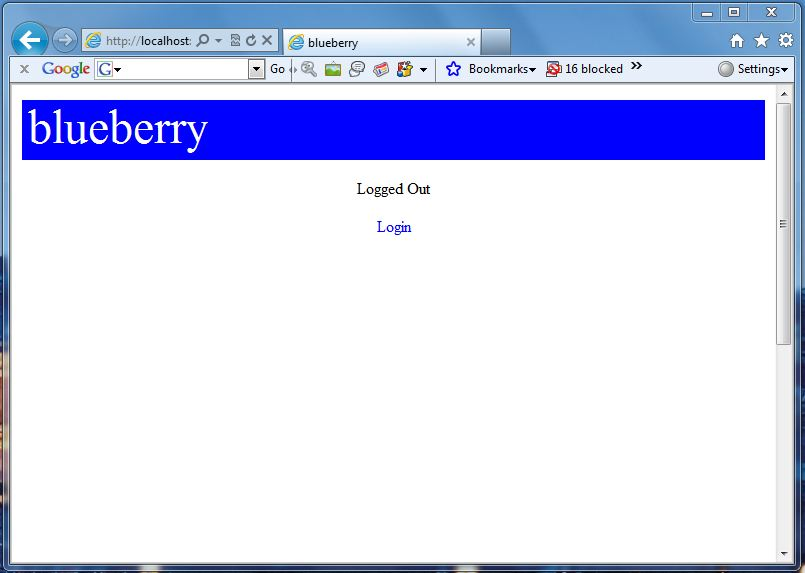 http://localhost:
blueberry
Google
G
Go
Bookmarks
16 blocked
Settings
blueberry
Logged Out
Login